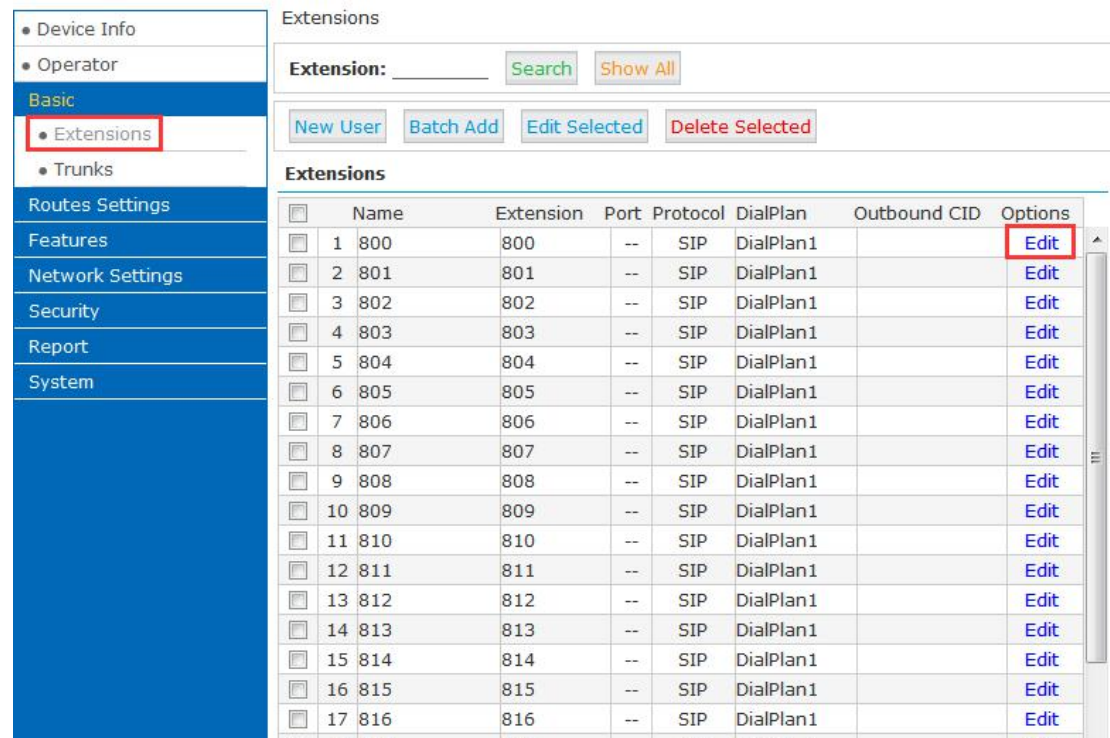 • Device Info
• Operator
Basic
• Extensions
• Trunks
Routes Settings
Features
Network Settings
Security
Report
System
Extensions
Extension: Search Show All
New User Batch Add Edit Selected Delete Selected
Extensions
Name Extension Port Protocol DialPlan Outbound CID Options
1 800 800 -- SIP DialPlan1 Edit
2 801 801 -- SIP DialPlan1 Edit
3 802 802 -- SIP DialPlan1 Edit
4 803 803 -- SIP DialPlan1 Edit
5 804 804 -- SIP DialPlan1 Edit
6 805 805 -- SIP DialPlan1 Edit
7 806 806 -- SIP DialPlan1 Edit
8 807 807 -- SIP DialPlan1 Edit
9 808 808 -- SIP DialPlan1 Edit
10 809 809 -- SIP DialPlan1 Edit
11 810 810 -- SIP DialPlan1 Edit
12 811 811 -- SIP DialPlan1 Edit
13 812 812 -- SIP DialPlan1 Edit
14 813 813 -- SIP DialPlan1 Edit
15 814 814 -- SIP DialPlan1 Edit
16 815 815 -- SIP DialPlan1 Edit
17 816 816 -- SIP DialPlan1 Edit